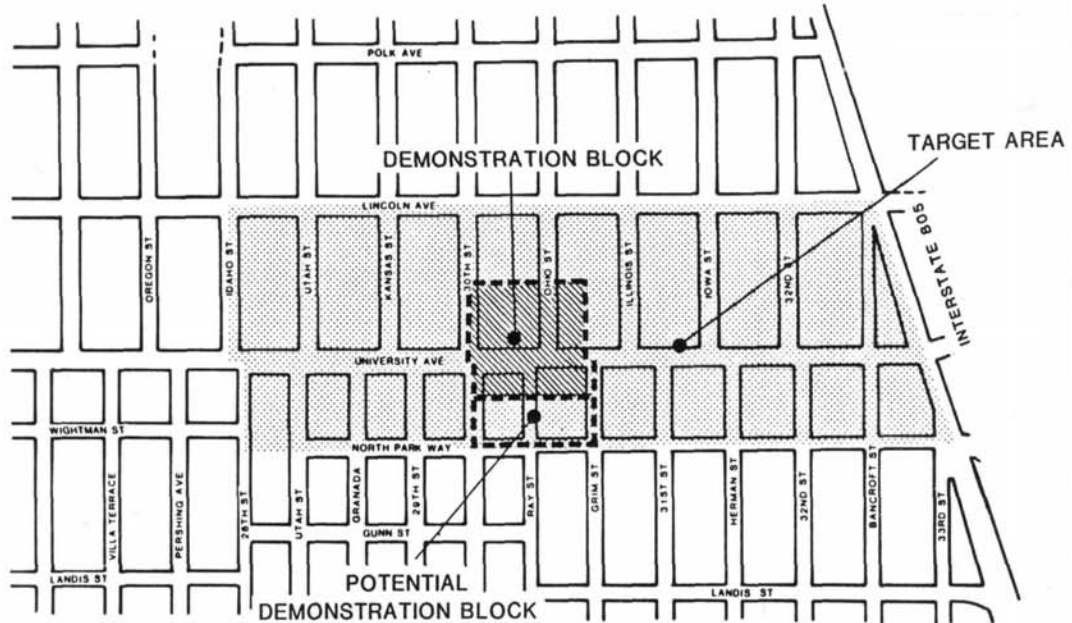 POLK AVE
DEMONSTRATION BLOCK
TARGET AREA
LINCOLN AVE
OREGON ST
IDAHO ST
UTAH ST
KANSAS ST
30TH ST
OHIO ST
ILLINOIS ST
IOWA ST
32ND ST
INTERSTATE 805
UNIVERSITY AVE
WIGHTMAN ST
NORTH PARK WAY
VILLA TERRACE
PERSHING AVE
28TH ST
UTAH ST
GRANADA
29TH ST
RAY ST
GRIM ST
31ST ST
HERMAN ST
32ND ST
BANCROFT ST
33RD ST
GUNN ST
LANDIS ST
LANDIS ST
POTENTIAL
DEMONSTRATION BLOCK